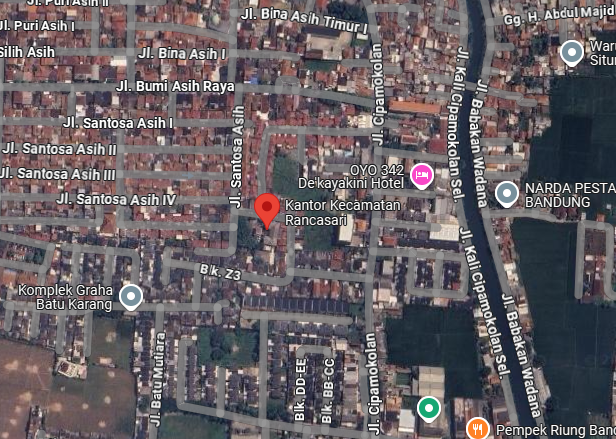 Jl. Puri Asih II
Jl. Bina Asih Timur I
Gg. H. Abdul Majid
Puri Asih I
Silih Asih
Jl. Bina Asih I
Jl. Cipamokolan
Jl. Kali Cipamokolan Sel.
Waru
Situ
Jl. Bumi Asih Raya
Jl. Babakan Wadana
Jl. Santosa Asih I
Jl. Santosa Asih
Jl. Santosa Asih II
Jl. Santosa Asih III
OYO 342
Dekayakini Hotel
NARDA PESTA
BANDUNG
Jl. Santosa Asih IV
Kantor Kecamatan
Rancasari
Blk. Z3
Jl. Kali Cipamokolan Sel
Jl. Babakan Wadana
Komplek Graha
Batu Karang
Jl. Batu Mutiara
Blk. DD-EE
Blk. BB-CC
Jl. Cipamokolan
Pempek Riung Band